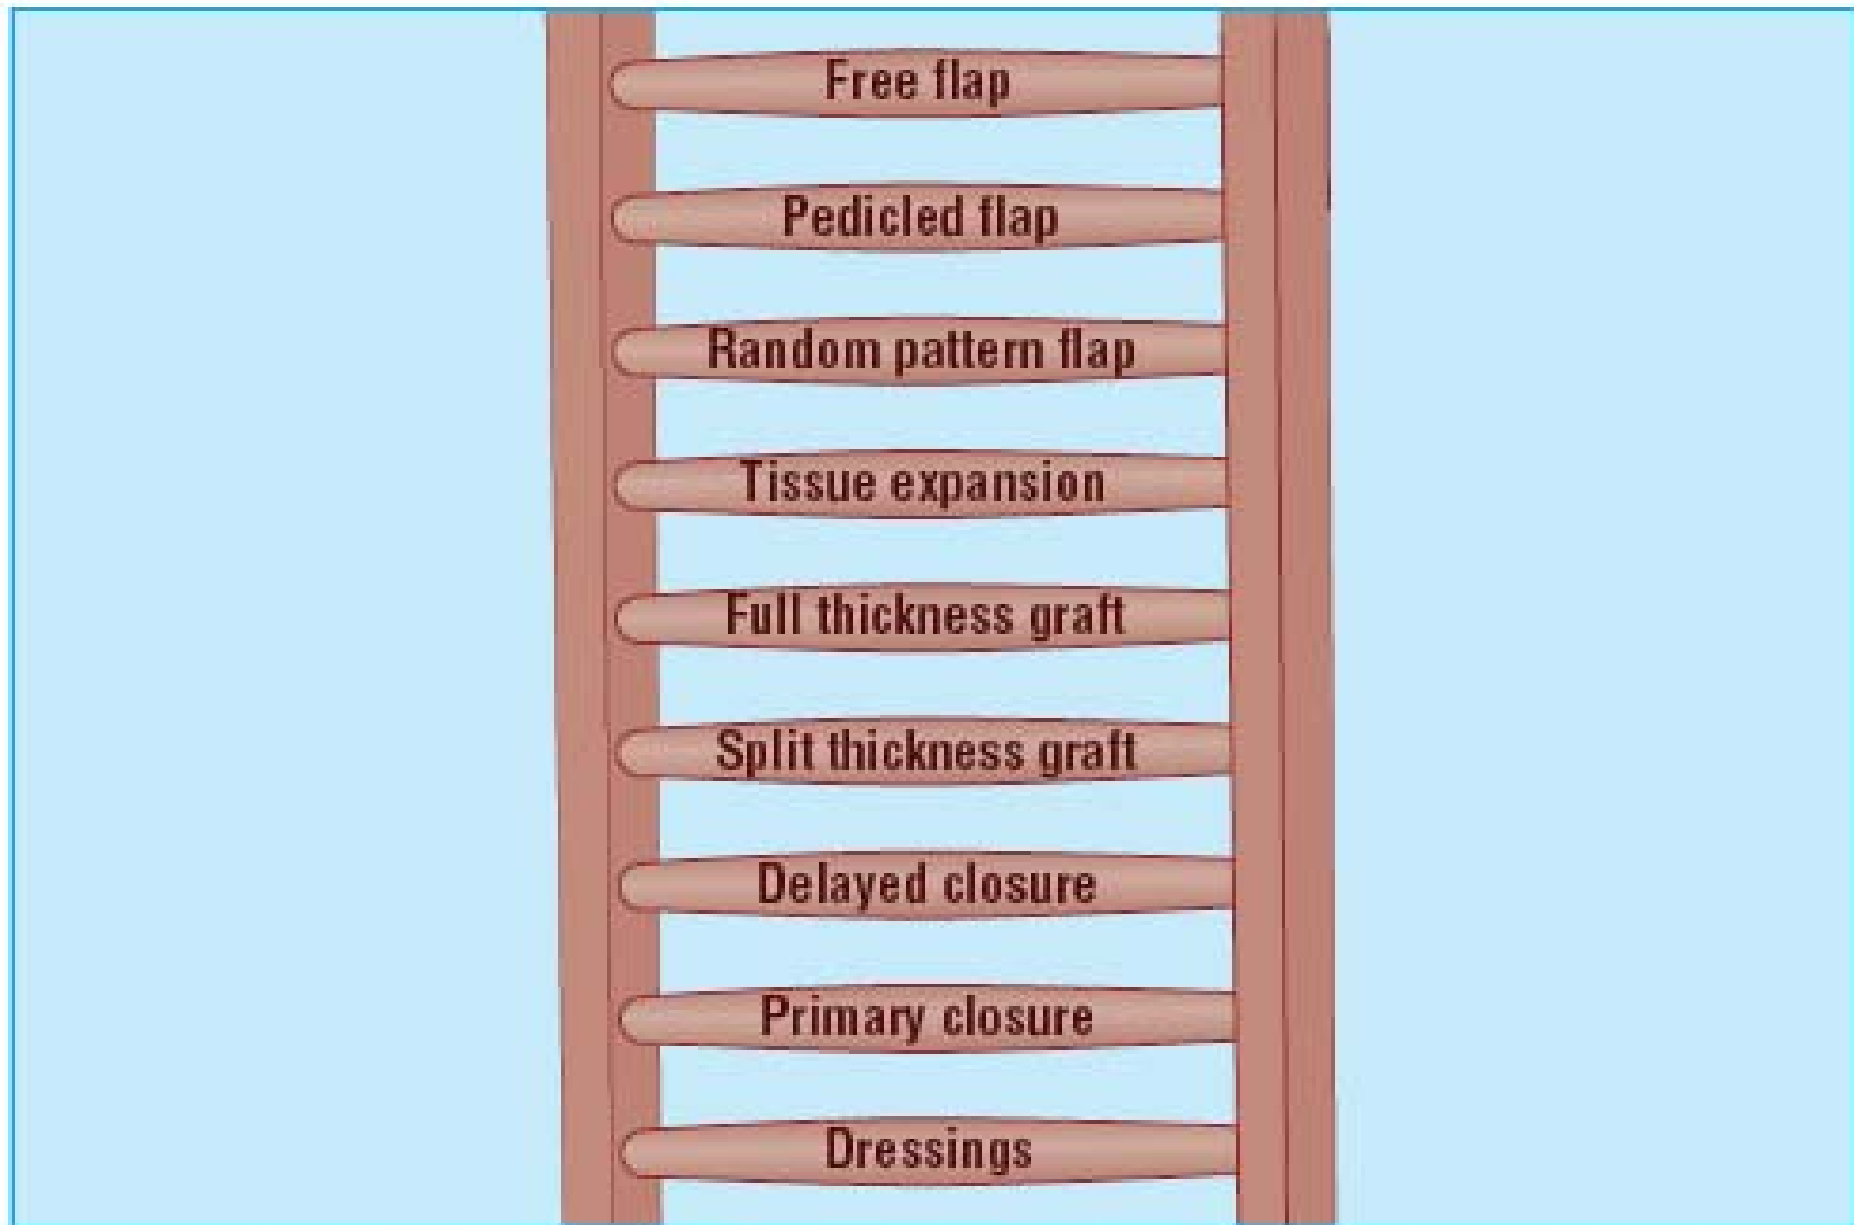 Free flap
Pedicled flap
Random pattern flap
Tissue expansion
Full thickness graft
Split thickness graft
Delayed closure
Primary closure
Dressings